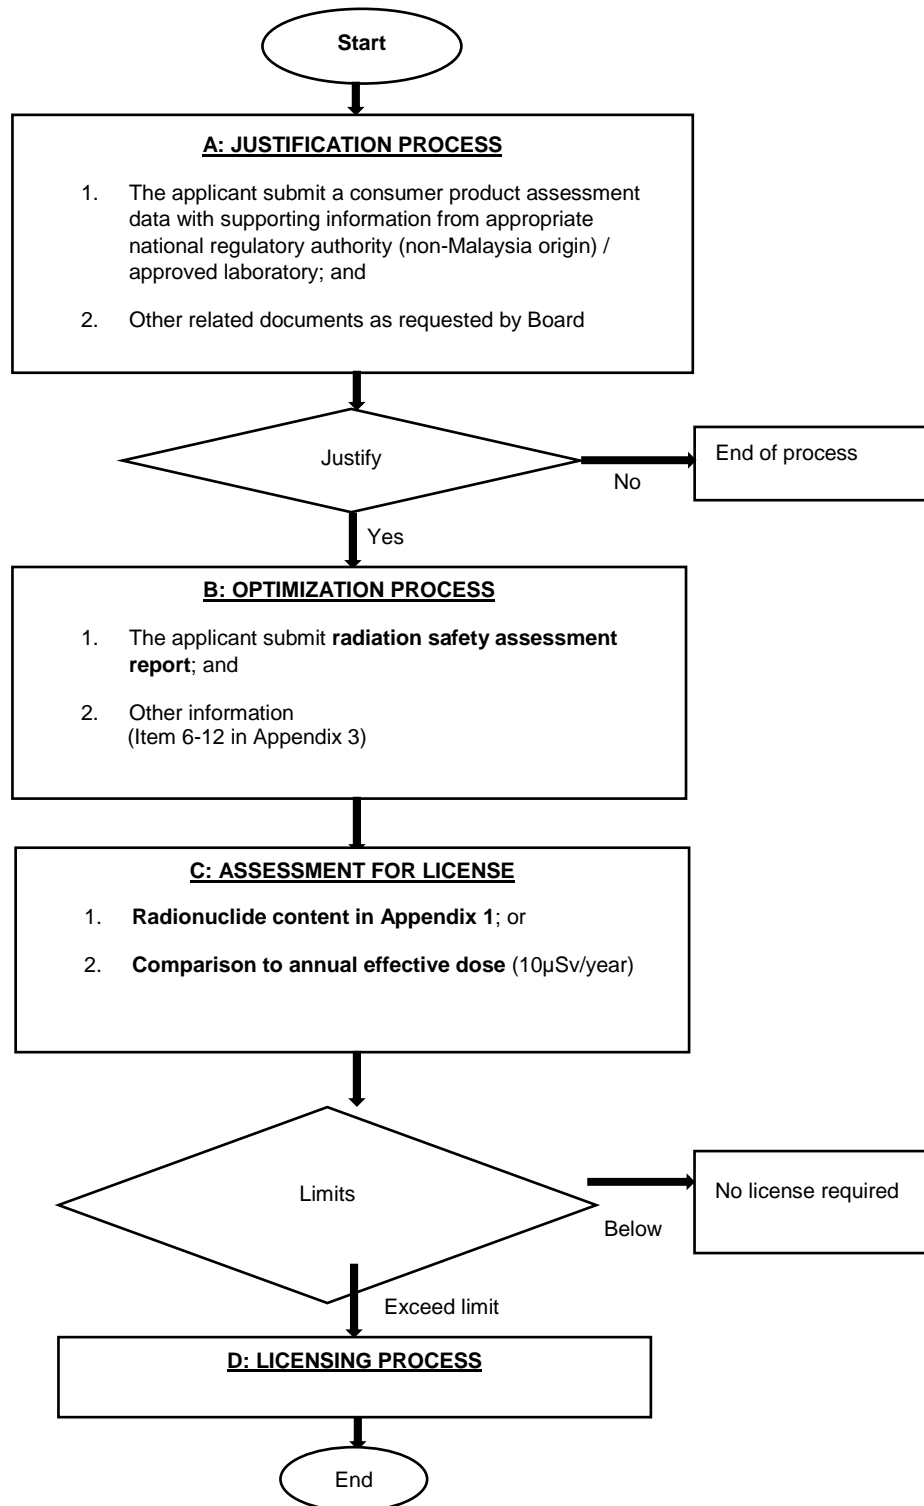 Start
A: JUSTIFICATION PROCESS
1. The applicant submit a consumer product assessment
data with supporting information from appropriate
national regulatory authority (non-Malaysia origin) /
approved laboratory; and
2. Other related documents as requested by Board
Justify
End of process
No
Yes
B: OPTIMIZATION PROCESS
1. The applicant submit radiation safety assessment
report; and
2. Other information
(Item 6-12 in Appendix 3)
C: ASSESSMENT FOR LICENSE
1. Radionuclide content in Appendix 1; or
2. Comparison to annual effective dose (10µSv/year)
Limits
No license required
Below
Exceed limit
D: LICENSING PROCESS
End